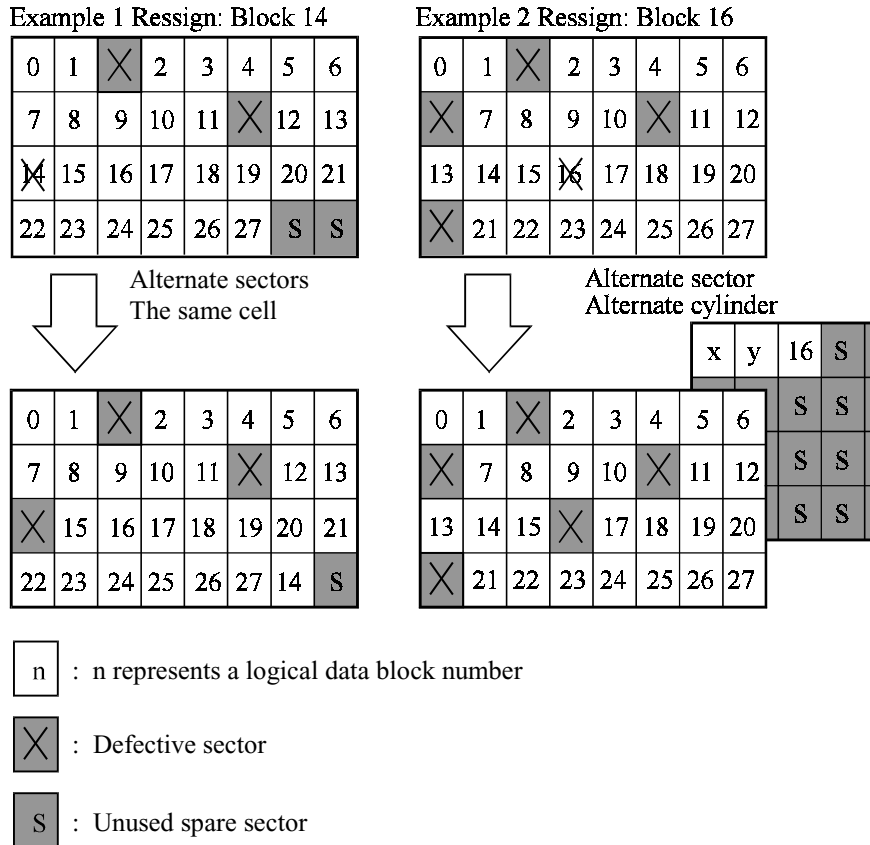 Example 1 Ressign: Block 14
0 1 X 2 3 4 5 6
7 8 9 10 11 X 12 13
14 15 16 17 18 19 20 21
22 23 24 25 26 27 S S
Alternate sectors
The same cell
0 1 X 2 3 4 5 6
7 8 9 10 11 X 12 13
X 15 16 17 18 19 20 21
22 23 24 25 26 27 14 S
Example 2 Ressign: Block 16
0 1 X 2 3 4 5 6
X 7 8 9 10 X 11 12
13 14 15 16 17 18 19 20
X 21 22 23 24 25 26 27
Alternate sector
Alternate cylinder
x y 16 S
S S
S S
S S
0 1 X 2 3 4 5 6
X 7 8 9 10 X 11 12
13 14 15 X 17 18 19 20
X 21 22 23 24 25 26 27
n : n represents a logical data block number
X : Defective sector
S : Unused spare sector